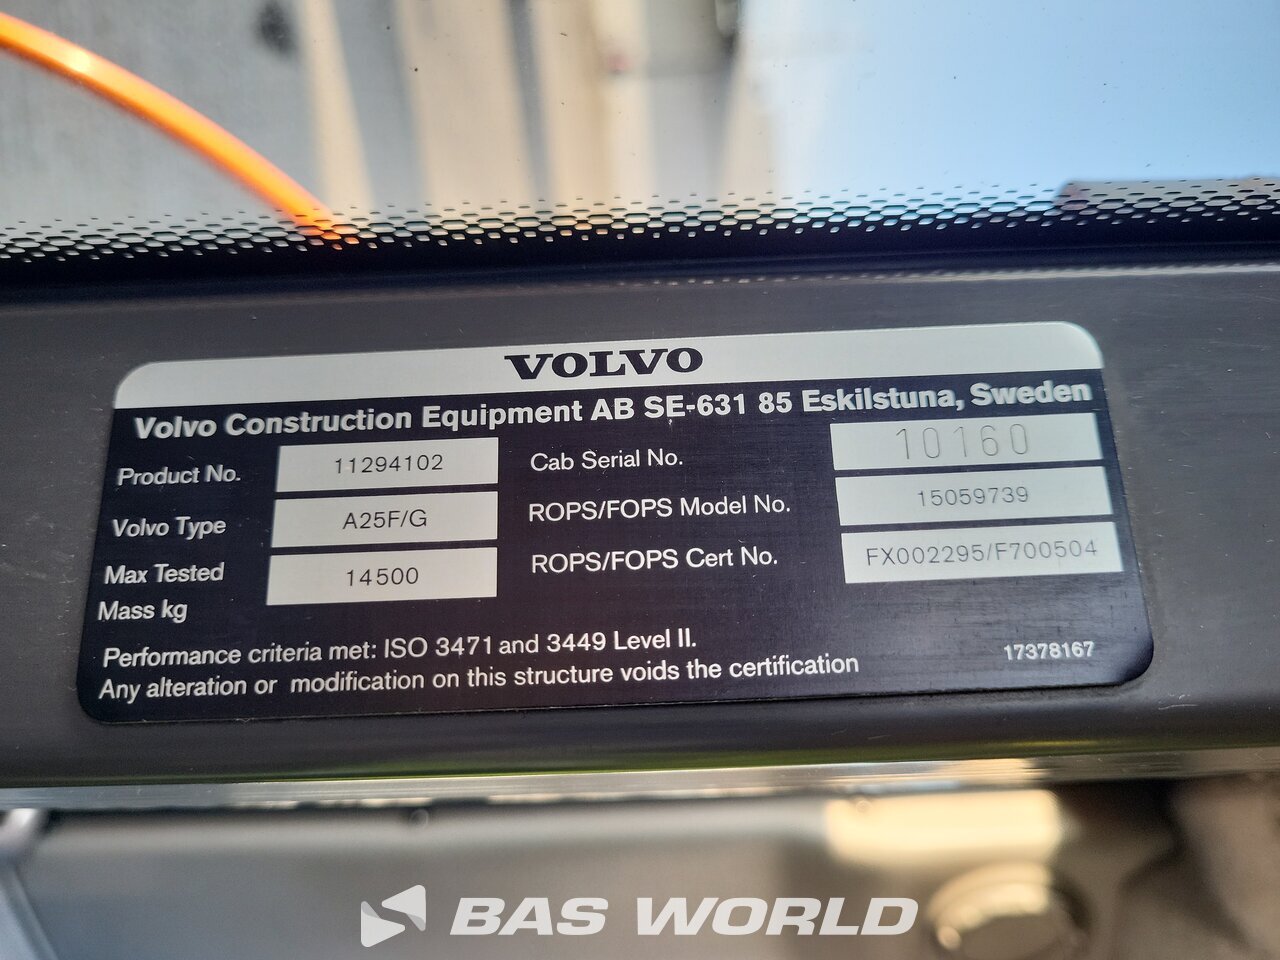 VOLVO
Volvo Construction Equipment AB SE-631 85 Eskilstuna, Sweden
Product No. 11294102 Cab Serial No. 10160
Volvo Type A25F/G ROPS/FOPS Model No. 15059739
Max Tested Mass kg 14500 ROPS/FOPS Cert No. FX002295/F700504
Performance criteria met: ISO 3471 and 3449 Level II.
Any alteration or modification on this structure voids the certification
17378167
BAS WORLD